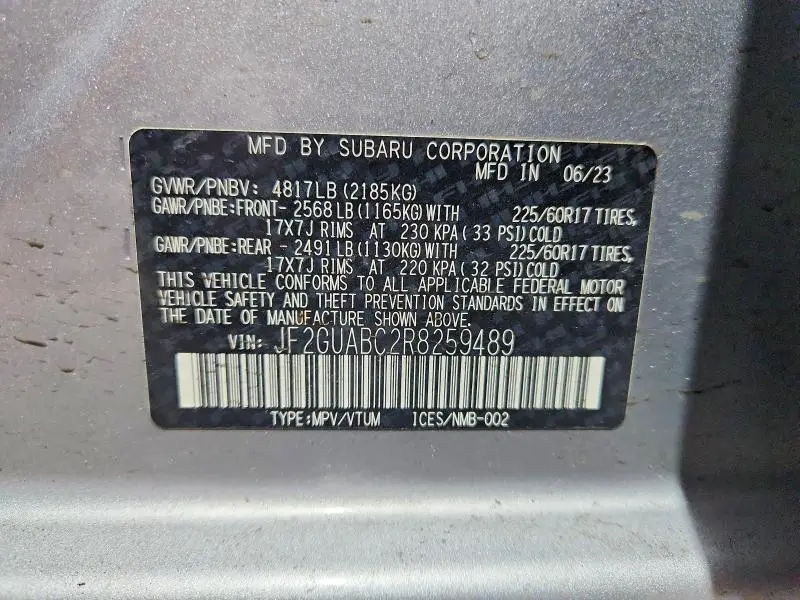 MFD BY SUBARU CORPORATION
MFD IN 06/23
GVWR/PNBV: 4817LB (2185KG)
GAWR/PNBE:FRONT- 2568LB (1165KG) WITH 225/60R17 TIRES,
17X7J RIMS AT 230 KPA (33 PSI) COLD
GAWR/PNBE:REAR - 2491LB (1130KG) WITH 225/60R17 TIRES,
17X7J RIMS AT 220 KPA (32 PSI) COLD
THIS VEHICLE CONFORMS TO ALL APPLICABLE FEDERAL MOTOR
VEHICLE SAFETY AND THEFT PREVENTION STANDARDS IN EFFECT ON
THE DATE OF MANUFACTURE SHOWN ABOVE.
VIN: JF2GUABC2R8259489
TYPE:MPV/VTUM ICES/NMB-002